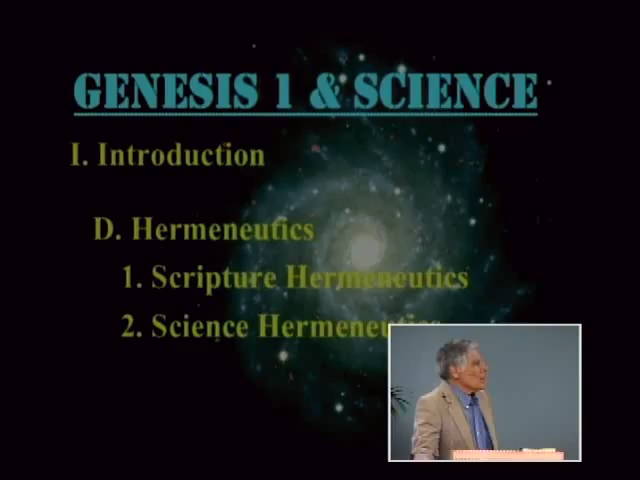 GENESIS 1 & SCIENCE
I. Introduction
D. Hermeneutics
1. Scripture Hermeneutics
2. Science Hermeneutics